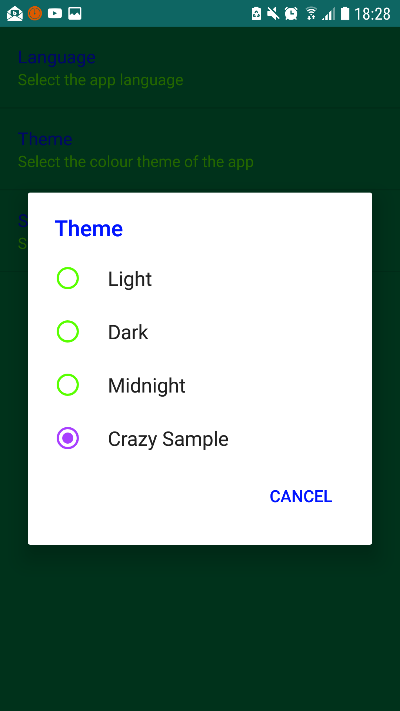 18:28
Language
Select the app language
Theme
Select the colour theme of the app
S
S
Theme
Light
Dark
Midnight
Crazy Sample
CANCEL